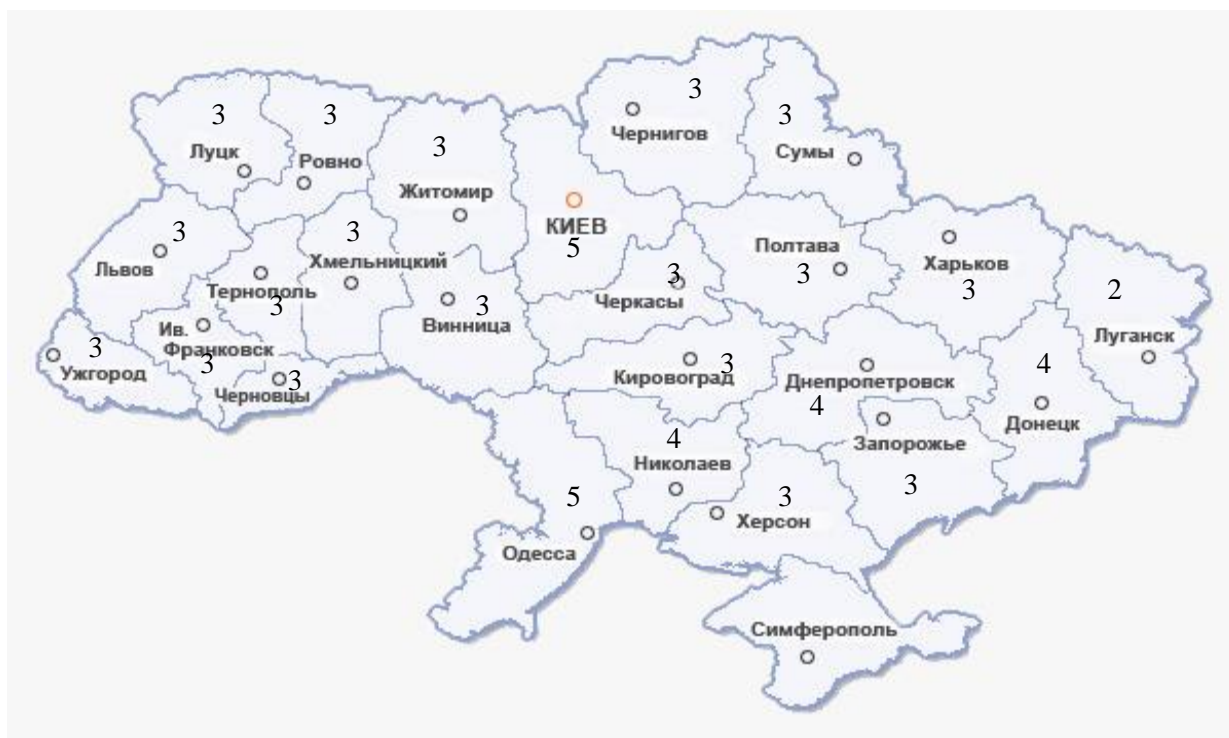 3
Чернигов
3
Сумы
3
Луцк
3
Ровно
3
Житомир
КИЕВ
5
3
Львов
3
Хмельницкий
Тернополь
3
3
Винница
3
Черкасы
Полтава
3
Харьков
3
2
Луганск
Ив.
Франковск
3
3
Ужгород
3
Черновцы
3
Кировоград
Днепропетровск
4
4
Донецк
Запорожье
3
4
Николаев
3
Херсон
5
Одесса
Симферополь